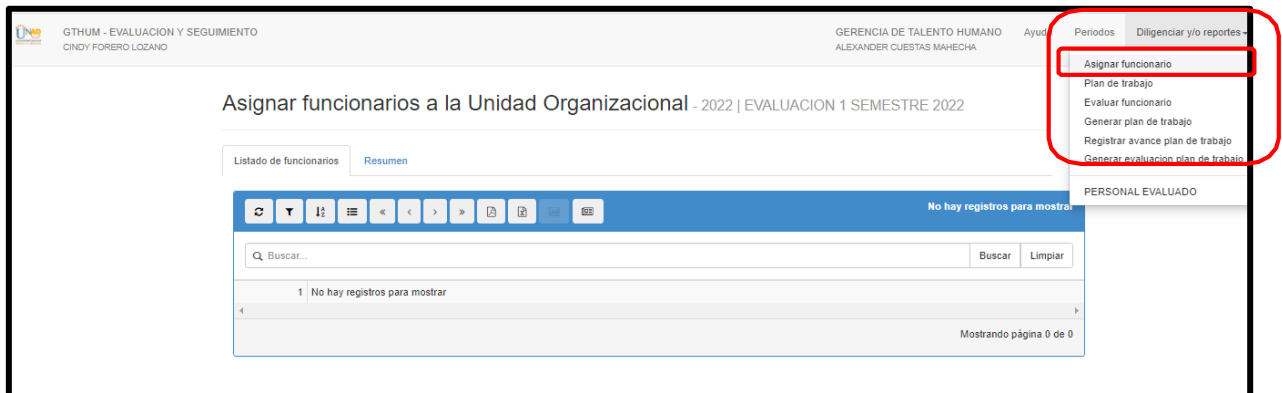 UNAD
GTHUM - EVALUACION Y SEGUIMIENTO
CINDY FORERO LOZANO
GERENCIA DE TALENTO HUMANO
ALEXANDER CUESTAS MAHECHA
Ayuda
Periodos
Diligenciar y/o reportes
Asignar funcionario
Plan de trabajo
Evaluar funcionario
Generar plan de trabajo
Registrar avance plan de trabajo
Generar evaluacion plan de trabajo
PERSONAL EVALUADO
Asignar funcionarios a la Unidad Organizacional - 2022 | EVALUACION 1 SEMESTRE 2022
Listado de funcionarios
Resumen
No hay registros para mostrar
Buscar...
Buscar
Limpiar
1 No hay registros para mostrar
Mostrando página 0 de 0